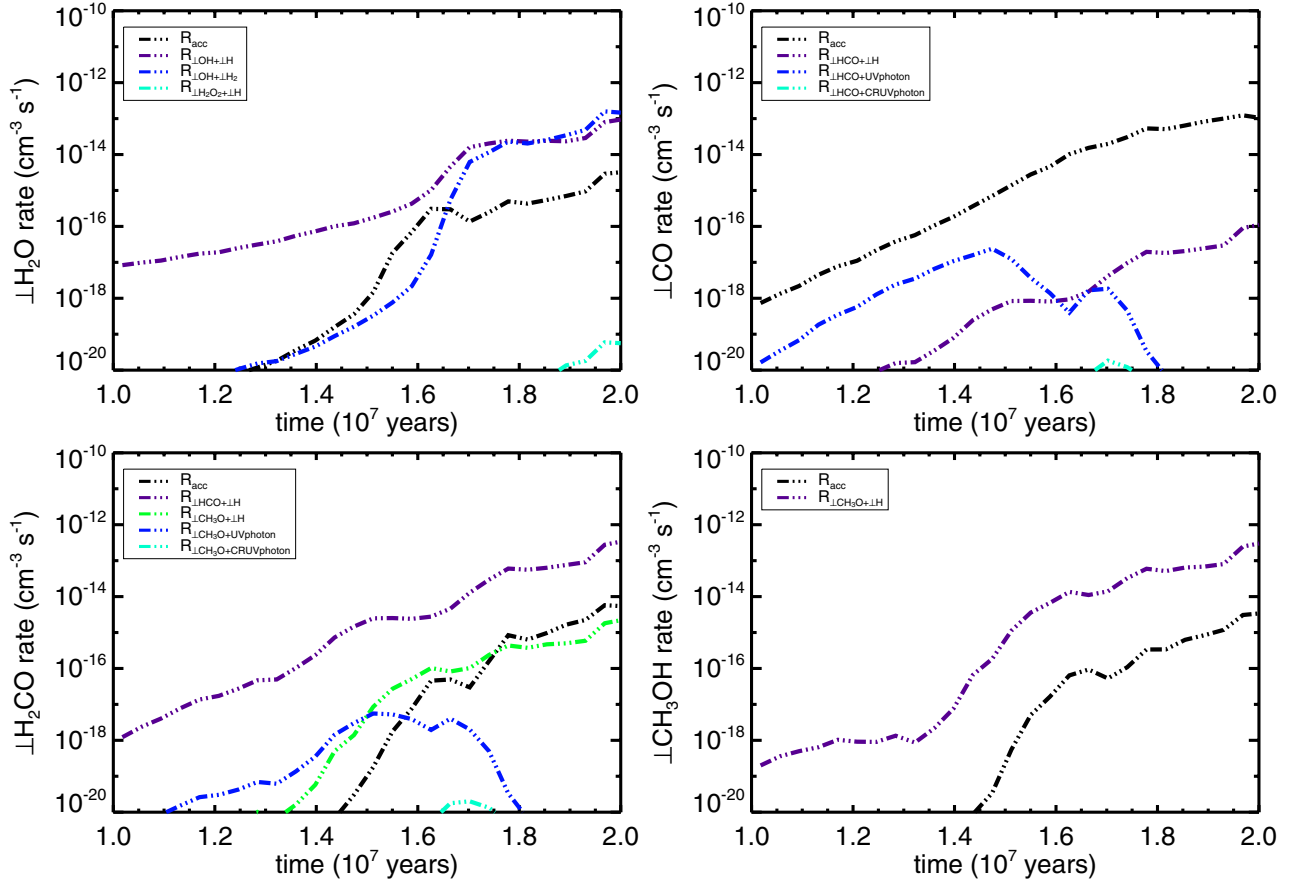 ⊥H₂O rate (cm⁻³ s⁻¹)
10⁻¹⁰
10⁻¹²
10⁻¹⁴
10⁻¹⁶
10⁻¹⁸
10⁻²⁰
R_acc
R_⊥OH+⊥H
R_⊥OH+⊥H₂
R_⊥H₂O₂+⊥H
1.0 1.2 1.4 1.6 1.8 2.0
time (10⁷ years)
⊥CO rate (cm⁻³ s⁻¹)
10⁻¹⁰
10⁻¹²
10⁻¹⁴
10⁻¹⁶
10⁻¹⁸
10⁻²⁰
R_acc
R_⊥HCO+⊥H
R_⊥HCO+UVphoton
R_⊥HCO+CRUVphoton
1.0 1.2 1.4 1.6 1.8 2.0
time (10⁷ years)
⊥H₂CO rate (cm⁻³ s⁻¹)
10⁻¹⁰
10⁻¹²
10⁻¹⁴
10⁻¹⁶
10⁻¹⁸
10⁻²⁰
R_acc
R_⊥HCO+⊥H
R_⊥CH₃O+⊥H
R_⊥CH₃O+UVphoton
R_⊥CH₃O+CRUVphoton
1.0 1.2 1.4 1.6 1.8 2.0
time (10⁷ years)
⊥CH₃OH rate (cm⁻³ s⁻¹)
10⁻¹⁰
10⁻¹²
10⁻¹⁴
10⁻¹⁶
10⁻¹⁸
10⁻²⁰
R_acc
R_⊥CH₃O+⊥H
1.0 1.2 1.4 1.6 1.8 2.0
time (10⁷ years)